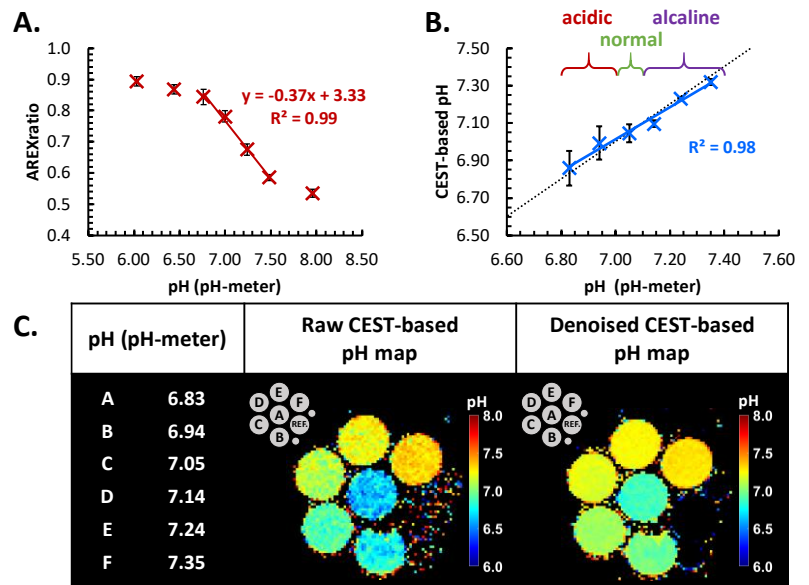 A.
1.0
0.9
0.8
0.7
0.6
0.5
0.4
AREXratio
y = -0.37x + 3.33
R² = 0.99
5.50 6.00 6.50 7.00 7.50 8.00 8.50
pH (pH-meter)
B.
acidic
normal
alcaline
7.50
7.30
7.10
6.90
6.70
6.50
CEST-based pH
R² = 0.98
6.60 6.80 7.00 7.20 7.40 7.60
pH (pH-meter)
C.
pH (pH-meter)
Raw CEST-based
pH map
Denoised CEST-based
pH map
A 6.83
B 6.94
C 7.05
D 7.14
E 7.24
F 7.35
E
D F
A
C REF.
B
pH
8.0
7.5
7.0
6.5
6.0
E
D F
A
C REF.
B
pH
8.0
7.5
7.0
6.5
6.0